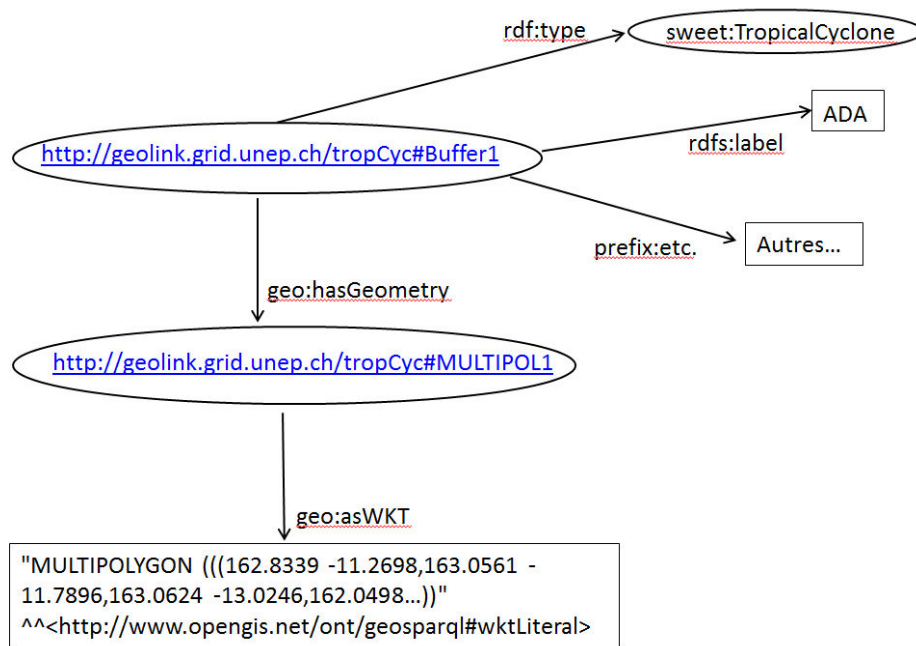 rdf:type
sweet:TropicalCyclone
ADA
http://geolink.grid.unep.ch/tropCyc#Buffer1
rdfs:label
prefix:etc.
Autres...
geo:hasGeometry
http://geolink.grid.unep.ch/tropCyc#MULTIPOL1
geo:asWKT
"MULTIPOLYGON (((162.8339 -11.2698,163.0561 -
11.7896,163.0624 -13.0246,162.0498...))"
^^<http://www.opengis.net/ont/geosparql#wktLiteral>